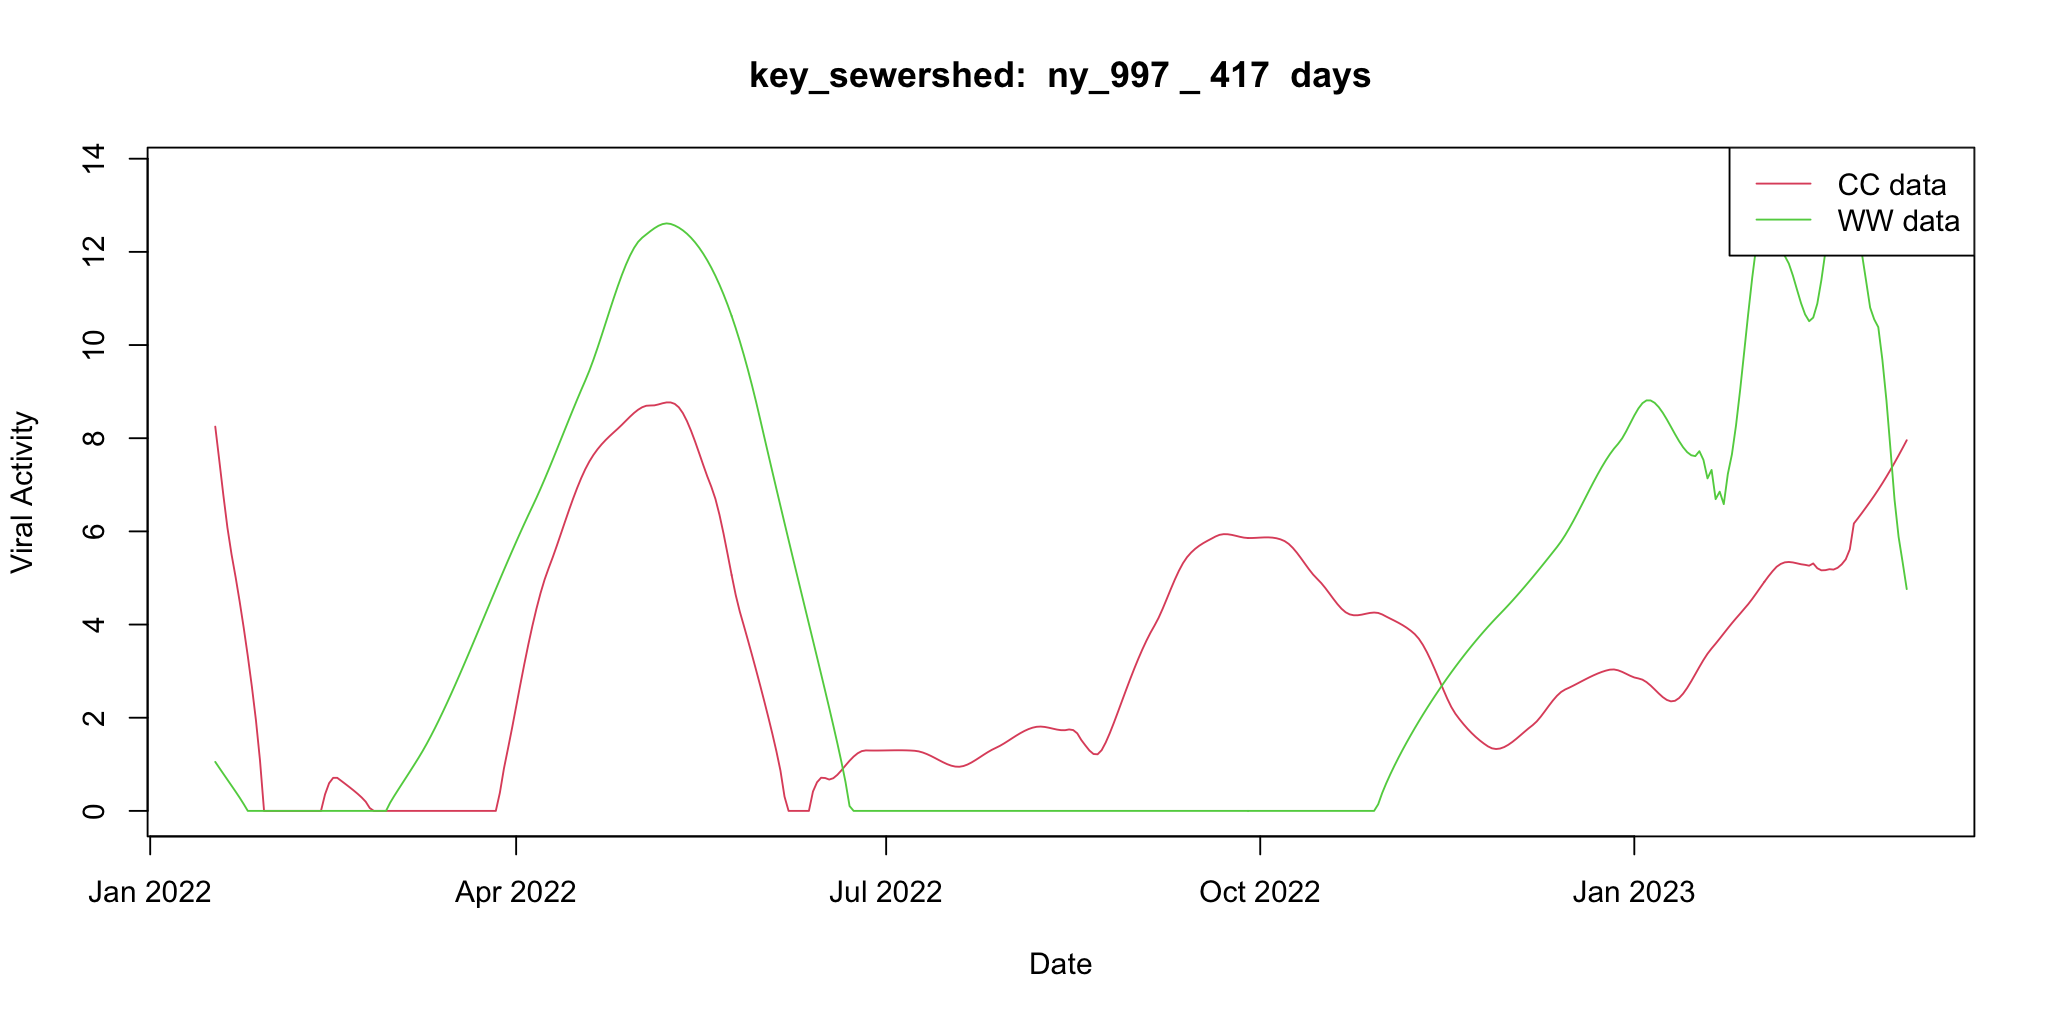 key_sewershed:  ny_997 _ 417  days
14
12
10
8
6
4
2
0
Viral Activity
CC data
WW data
Jan 2022
Apr 2022
Jul 2022
Oct 2022
Jan 2023
Date